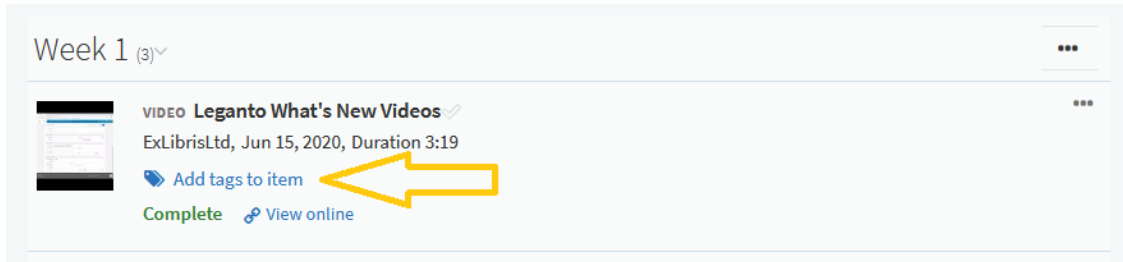 Week 1 (3)
VIDEO Leganto What's New Videos
ExLibrisLtd, Jun 15, 2020, Duration 3:19
Add tags to item
Complete View online